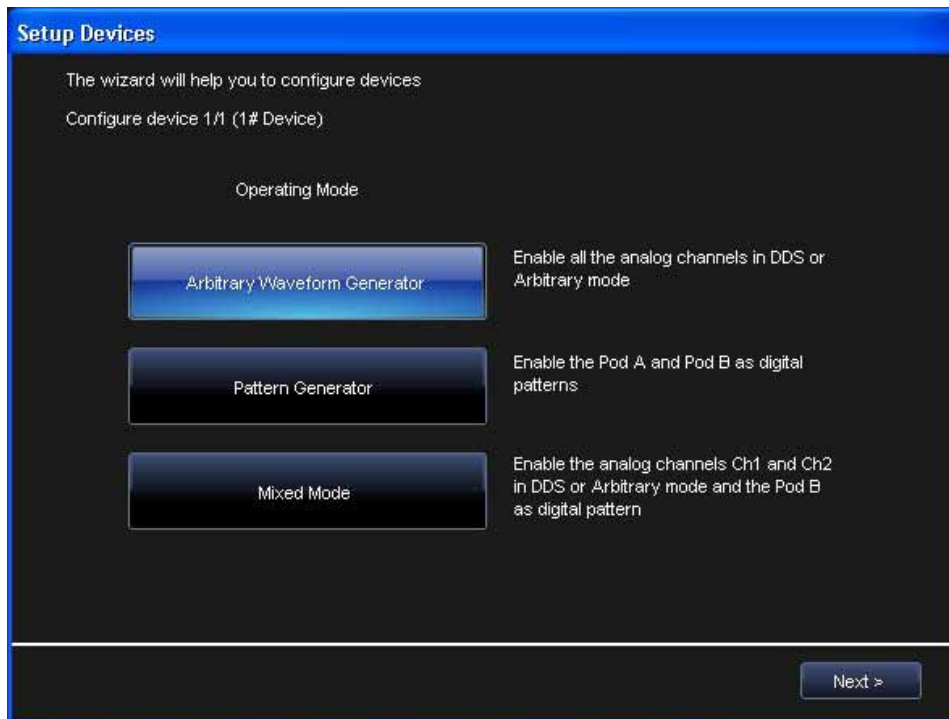 Setup Devices
The wizard will help you to configure devices
Configure device 1/1 (1# Device)
Operating Mode
Arbitrary Waveform Generator
Enable all the analog channels in DDS or
Arbitrary mode
Pattern Generator
Enable the Pod A and Pod B as digital
patterns
Mixed Mode
Enable the analog channels Ch1 and Ch2
in DDS or Arbitrary mode and the Pod B
as digital pattern
Next >